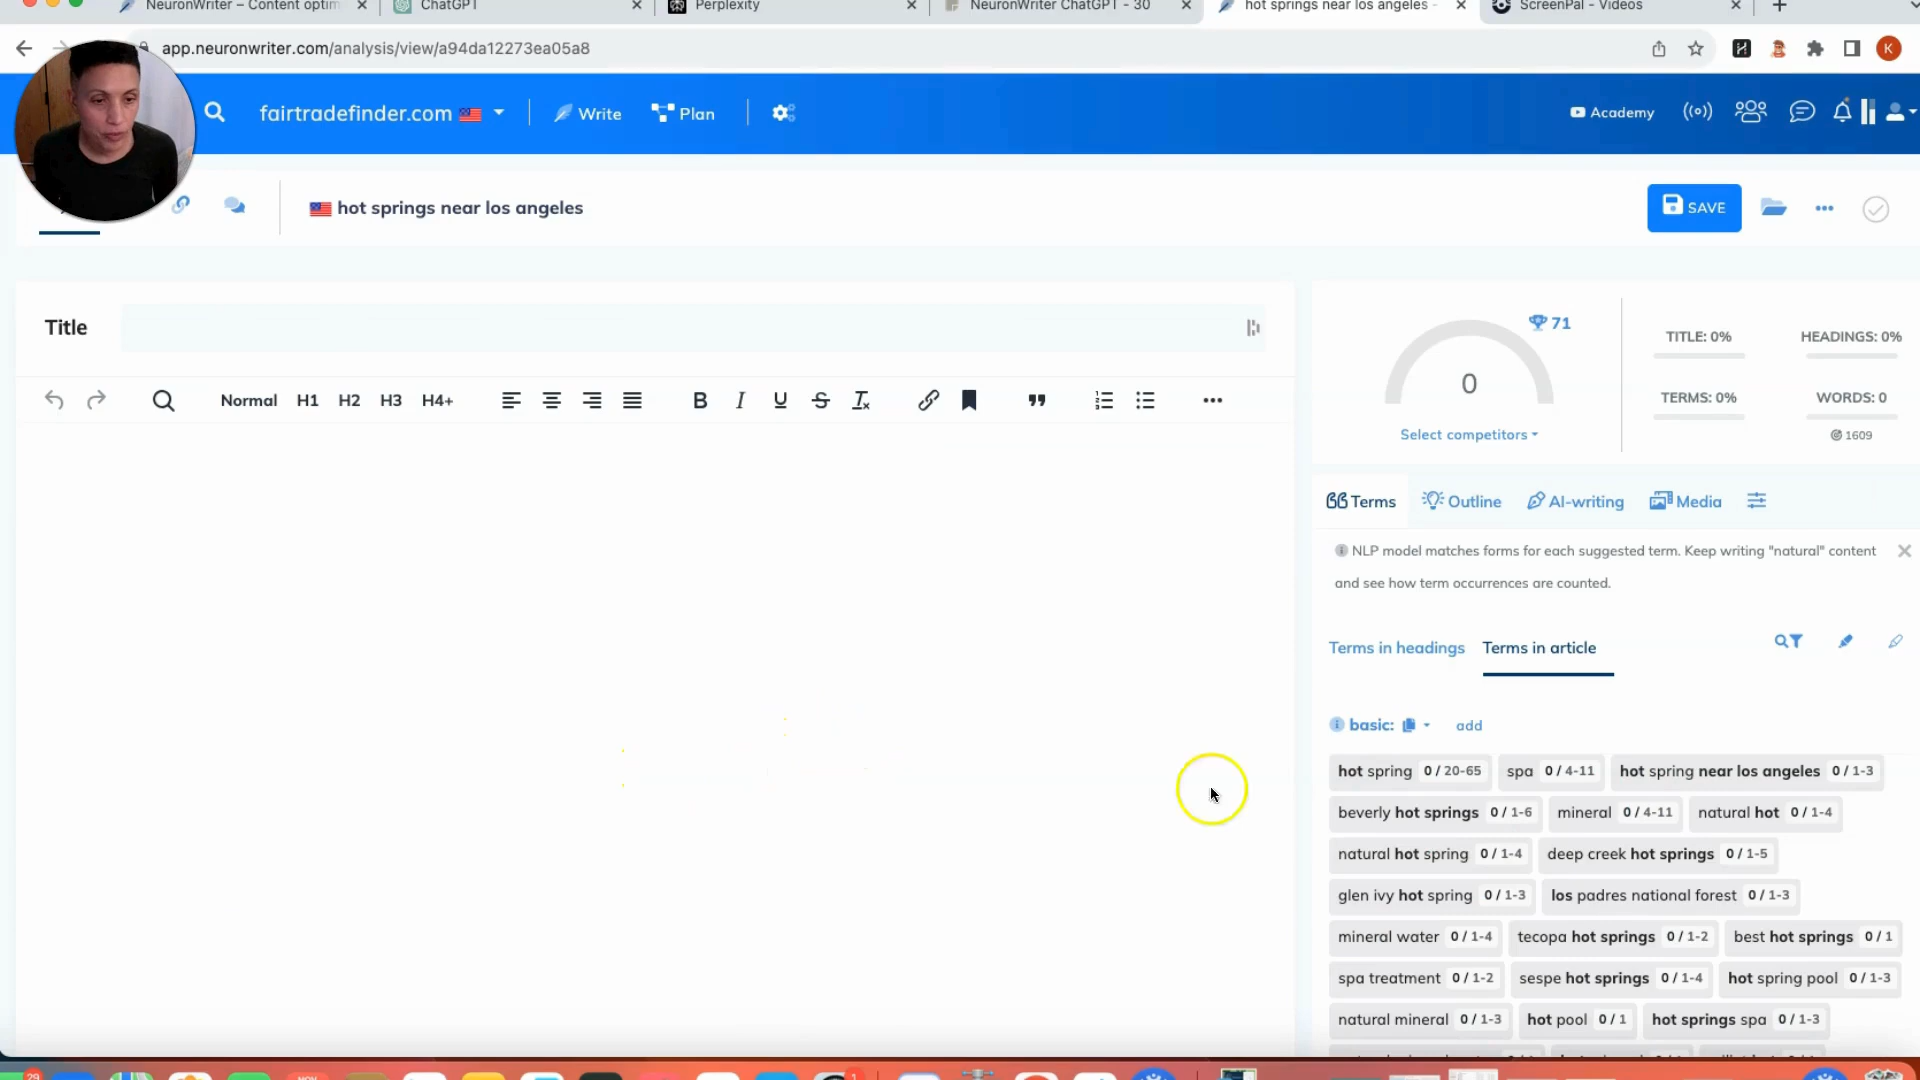 NeuronWriter – Content optim
ChatGPT
Perplexity
NeuronWriter ChatGPT - 30
hot springs near los angeles -
ScreenPal - Videos
app.neuronwriter.com/analysis/view/a94da12273ea05a8
K
fairtradefinder.com
Write
Plan
Academy
hot springs near los angeles
SAVE
Title
71
0
Select competitors
TITLE: 0%
HEADINGS: 0%
TERMS: 0%
WORDS: 0
1609
Normal H1 H2 H3 H4+
Terms Outline AI-writing Media
NLP model matches forms for each suggested term. Keep writing "natural" content
and see how term occurrences are counted.
Terms in headings Terms in article
basic: add
hot spring 0 / 20-65 spa 0 / 4-11 hot spring near los angeles 0 / 1-3
beverly hot springs 0 / 1-6 mineral 0 / 4-11 natural hot 0 / 1-4
natural hot spring 0 / 1-4 deep creek hot springs 0 / 1-5
glen ivy hot spring 0 / 1-3 los padres national forest 0 / 1-3
mineral water 0 / 1-4 tecopa hot springs 0 / 1-2 best hot springs 0 / 1
spa treatment 0 / 1-2 sespe hot springs 0 / 1-4 hot spring pool 0 / 1-3
natural mineral 0 / 1-3 hot pool 0 / 1 hot springs spa 0 / 1-3
29
NOV
1